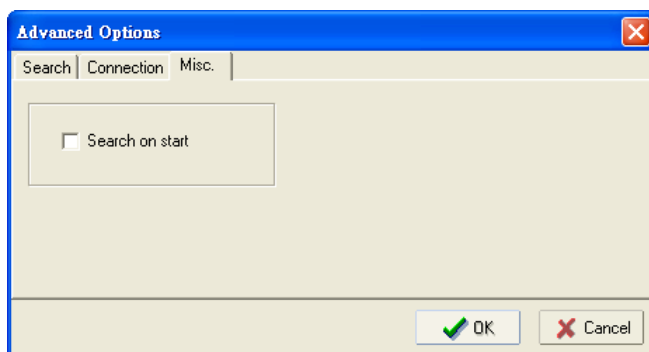 Advanced Options
Search Connection Misc.
Search on start
OK Cancel